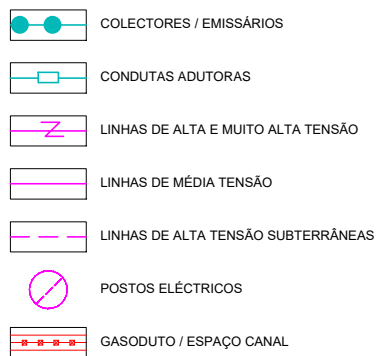 COLECTORES / EMISSÁRIOS
CONDUTAS ADUTORAS
LINHAS DE ALTA E MUITO ALTA TENSÃO
LINHAS DE MÉDIA TENSÃO
LINHAS DE ALTA TENSÃO SUBTERRÂNEAS
POSTOS ELÉCTRICOS
GASODUTO / ESPAÇO CANAL